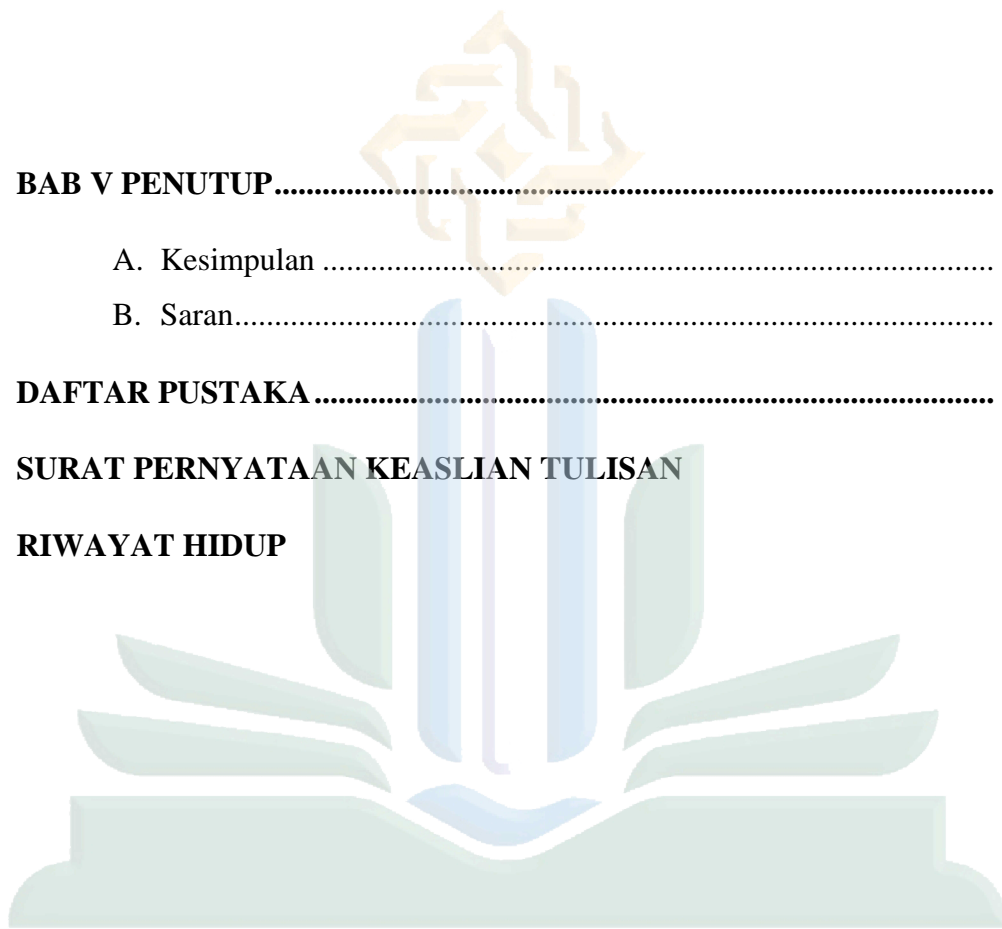 BAB V PENUTUP..........................................................................................
A. Kesimpulan .......................................................................................
B. Saran..................................................................................................
DAFTAR PUSTAKA.....................................................................................
SURAT PERNYATAAN KEASLIAN TULISAN
RIWAYAT HIDUP